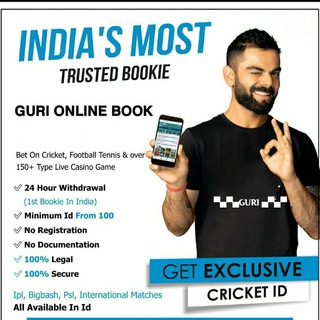 INDIA'S MOST
TRUSTED BOOKIE
GURI ONLINE BOOK
Bet On Cricket, Football Tennis & over
150+ Type Live Casino Game
24 Hour Withdrawal
(1st Bookie In India)
Minimum Id From 100
No Registration
No Documentation
100% Legal
100% Secure
GURI
GET EXCLUSIVE
CRICKET ID
Ipl, Bigbash, Psl, International Matches
All Available In Id